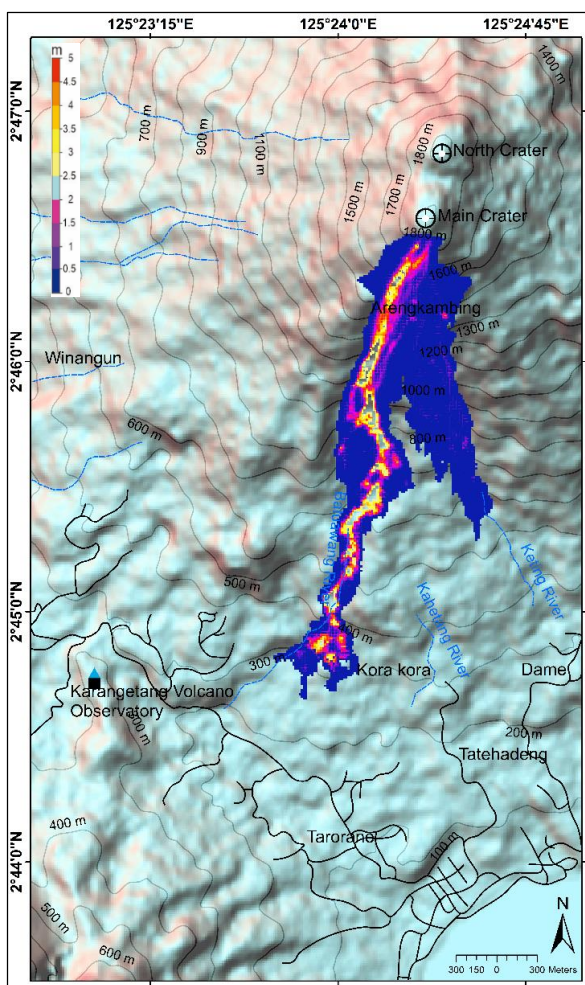 125°23'15"E 125°24'0"E 125°24'45"E
2°47'0"N
2°46'0"N
2°45'0"N
2°44'0"N
m
5
4.5
4
3.5
3
2.5
2
1.5
1
0.5
0
1400 m
700 m
900 m
1100 m
1800 m
North Crater
1500 m
1700 m
Main Crater
1800 m
1600 m
Arengkambing
1300 m
1200 m
Winangun
1000 m
600 m
800 m
500 m
Keting River
Kahetang River
300 m
Kora kora
Dame
Karangetang Volcano
Observatory
200 m
Tatehadeng
400 m
Taroranẹ
100 m
500 m
600 m
N
300 150 0 300 Meters